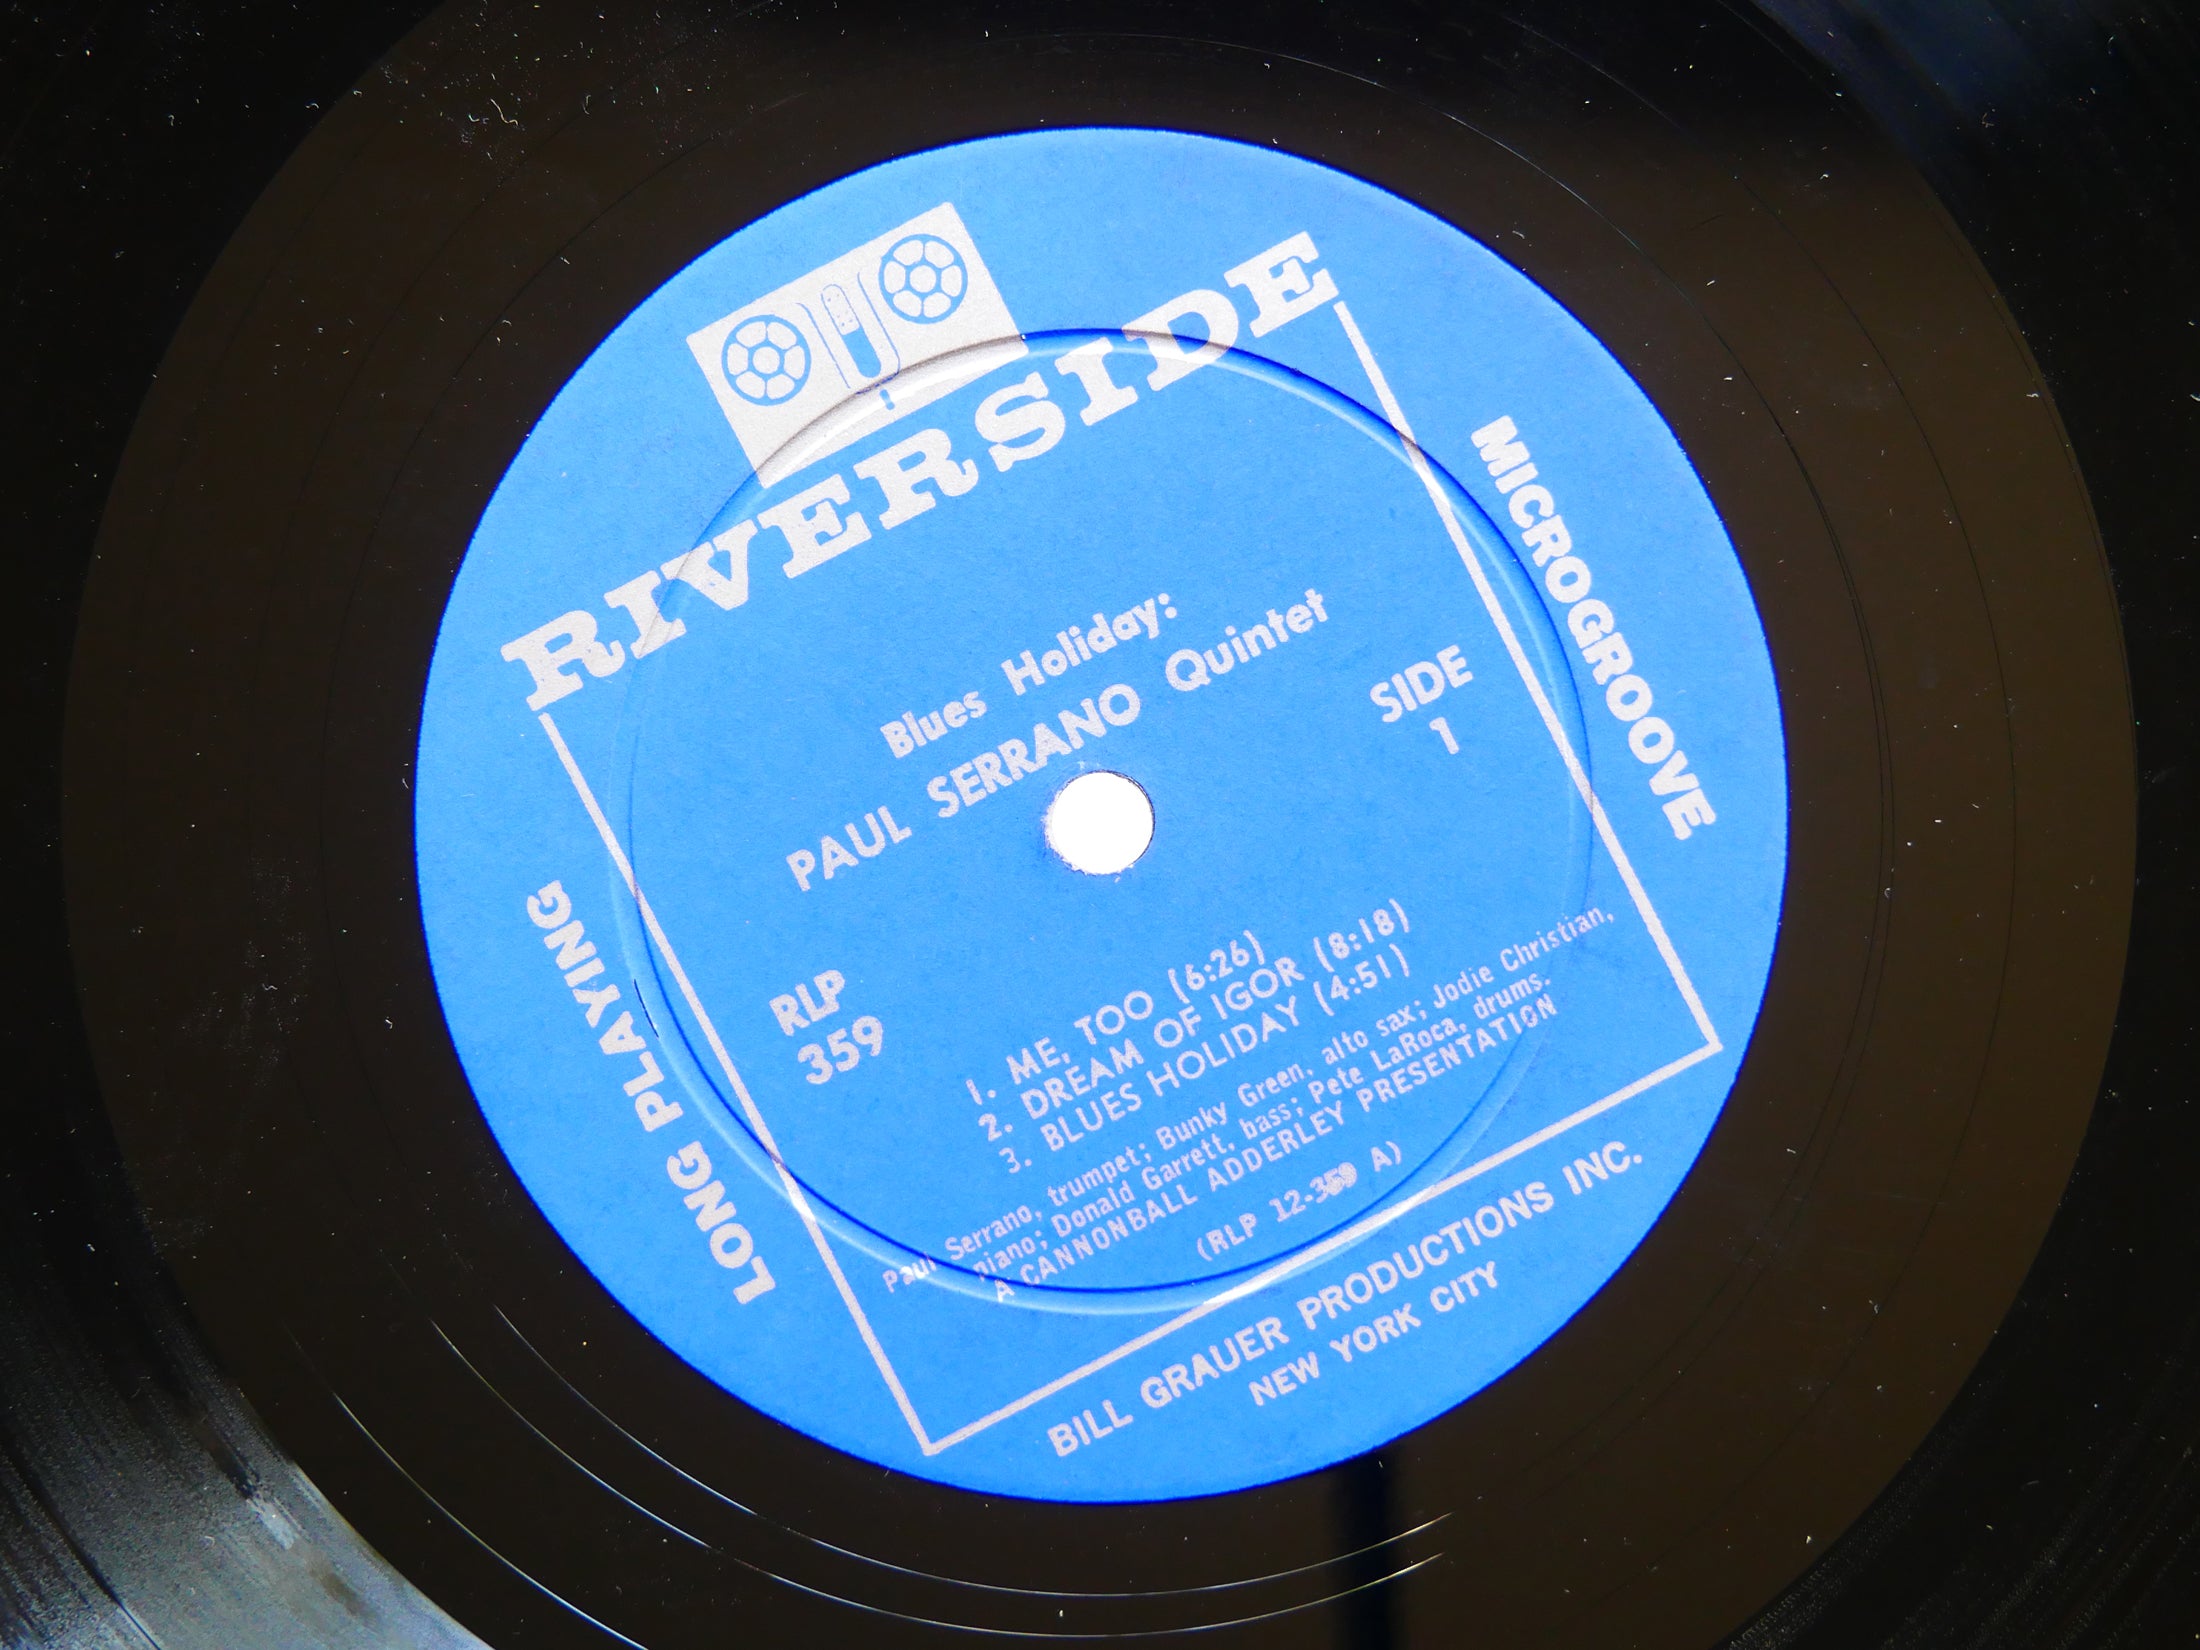 RIVERSIDE
Blues Holiday:
PAUL SERRANO Quintet
SIDE
1
RLP
359
1. ME, TOO (6:26)
2. DREAM OF IGOR (8:18)
3. BLUES HOLIDAY (4:51)
Paul Serrano, trumpet; Bunky Green, alto sax; Jodie Christian,
piano; Donald Garrett, bass; Pete LaRoca, drums.
A CANNONBALL ADDERLEY PRESENTATION
(RLP 12-359 A)
LONG PLAYING
MICROGROOVE
BILL GRAUER PRODUCTIONS INC.
NEW YORK CITY